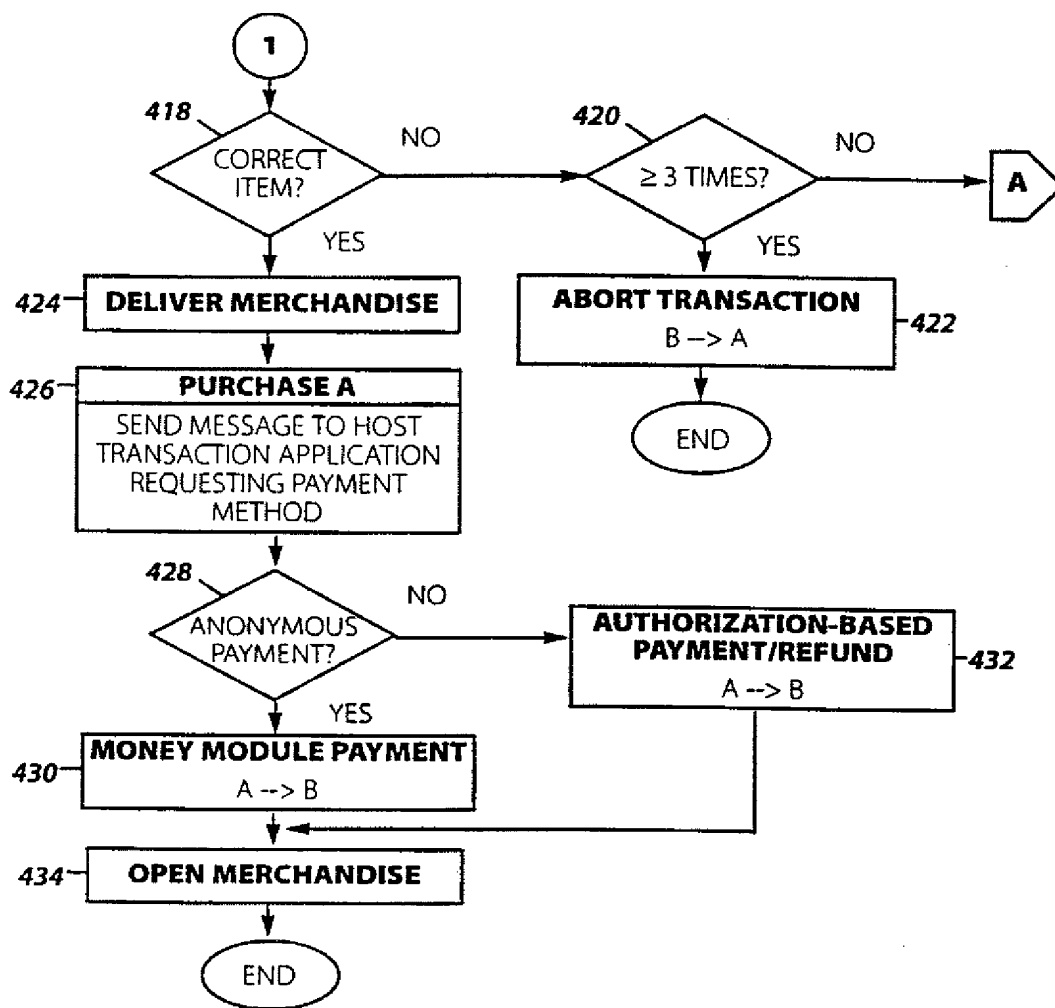 1
418
CORRECT
ITEM?
NO
420
≥ 3 TIMES?
NO
A
YES
YES
424
DELIVER MERCHANDISE
ABORT TRANSACTION
B --> A
422
426
PURCHASE A
SEND MESSAGE TO HOST
TRANSACTION APPLICATION
REQUESTING PAYMENT
METHOD
END
428
ANONYMOUS
PAYMENT?
NO
AUTHORIZATION-BASED
PAYMENT/REFUND
A --> B
432
YES
430
MONEY MODULE PAYMENT
A --> B
434
OPEN MERCHANDISE
END